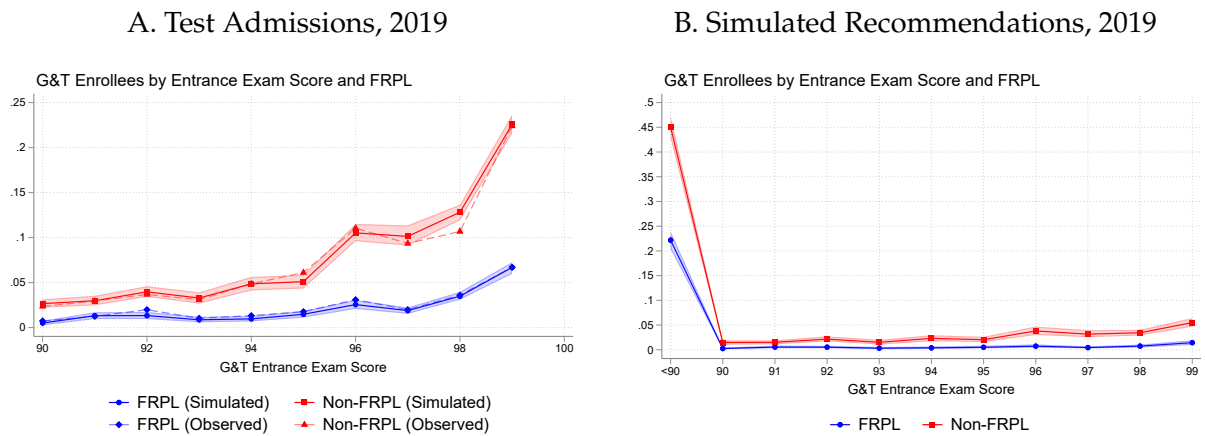 A. Test Admissions, 2019
G&T Enrollees by Entrance Exam Score and FRPL
.25
.2
.15
.1
.05
0
90 92 94 96 98 100
G&T Entrance Exam Score
FRPL (Simulated) Non-FRPL (Simulated)
FRPL (Observed) Non-FRPL (Observed)
B. Simulated Recommendations, 2019
G&T Enrollees by Entrance Exam Score and FRPL
.5
.45
.4
.35
.3
.25
.2
.15
.1
.05
0
<90 90 91 92 93 94 95 96 97 98 99
G&T Entrance Exam Score
FRPL Non-FRPL